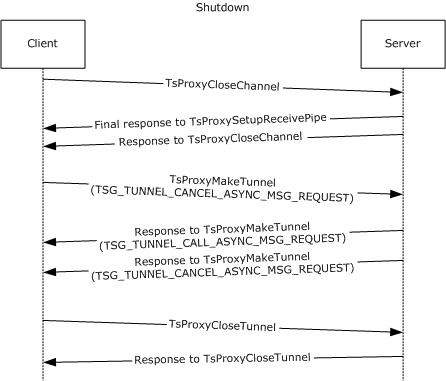 Shutdown
Client
Server
TsProxyCloseChannel
Final response to TsProxySetupReceivePipe
Response to TsProxyCloseChannel
TsProxyMakeTunnel
(TSG_TUNNEL_CANCEL_ASYNC_MSG_REQUEST)
Response to TsProxyMakeTunnel
(TSG_TUNNEL_CALL_ASYNC_MSG_REQUEST)
Response to TsProxyMakeTunnel
(TSG_TUNNEL_CANCEL_ASYNC_MSG_REQUEST)
TsProxyCloseTunnel
Response to TsProxyCloseTunnel